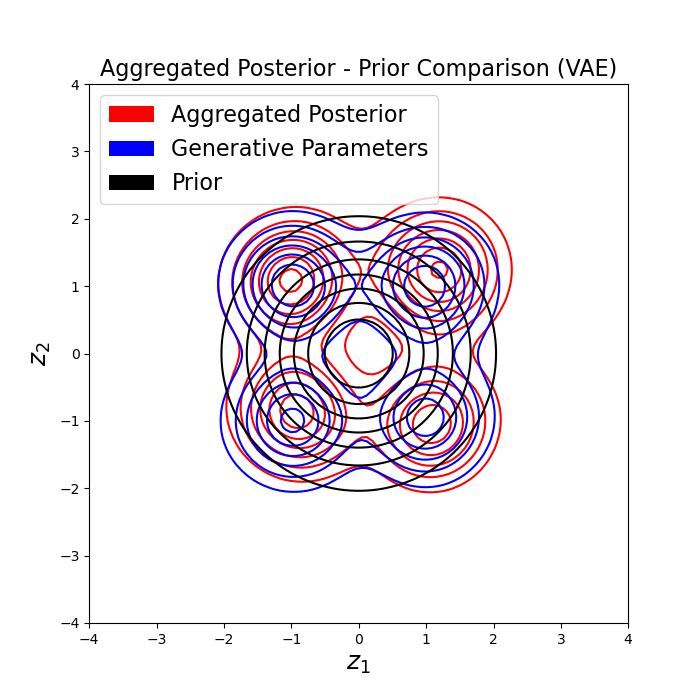 Aggregated Posterior - Prior Comparison (VAE)
Aggregated Posterior
Generative Parameters
Prior
4
3
2
1
0
−1
−2
−3
−4
z2
−4 −3 −2 −1 0 1 2 3 4
z1